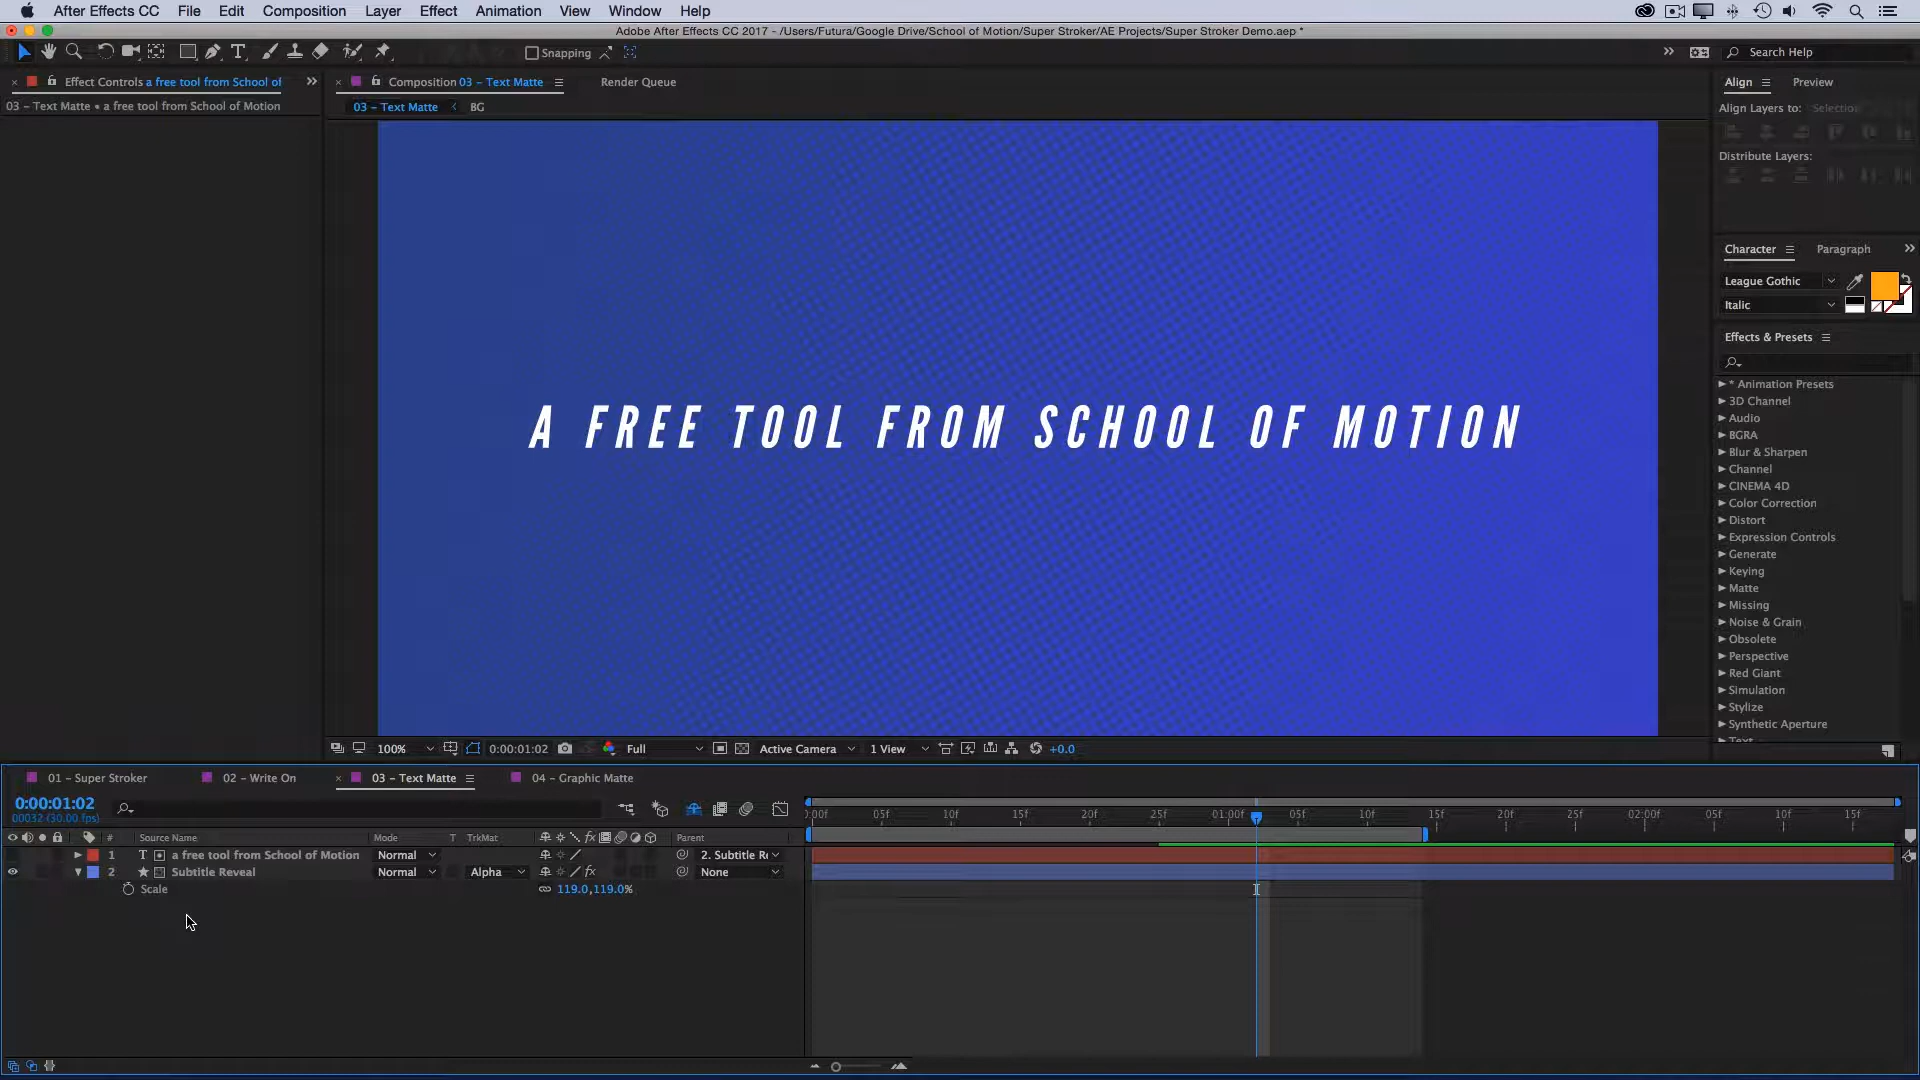 After Effects CC File Edit Composition Layer Effect Animation View Window Help
Adobe After Effects CC 2017 - /Users/Futura/Google Drive/School of Motion/Super Stroker/AE Projects/Super Stroker Demo.aep *
Snapping
Search Help
Effect Controls a free tool from School of
Composition 03 - Text Matte
Render Queue
Align
Preview
03 - Text Matte • a free tool from School of Motion
03 - Text Matte
BG
Align Layers to: Selection
Distribute Layers:
Character
Paragraph
League Gothic
Italic
Effects & Presets
* Animation Presets
3D Channel
Audio
BGRA
Blur & Sharpen
Channel
CINEMA 4D
Color Correction
Distort
Expression Controls
Generate
Keying
Matte
Missing
Noise & Grain
Obsolete
Perspective
Red Giant
Simulation
Stylize
Synthetic Aperture
Text
A FREE TOOL FROM SCHOOL OF MOTION
100%
0:00:01:02
Full
Active Camera
1 View
+0.0
01 - Super Stroker
02 - Write On
03 - Text Matte
04 - Graphic Matte
0:00:01:02
00032 (30.00 fps)
:00f 05f 10f 15f 20f 25f 01:00f 05f 10f 15f 20f 25f 02:00f 05f 10f 15f
# Source Name Mode T TrkMat Parent
1 T a free tool from School of Motion Normal 2. Subtitle Re
2 Subtitle Reveal Normal Alpha None
Scale 119.0,119.0%